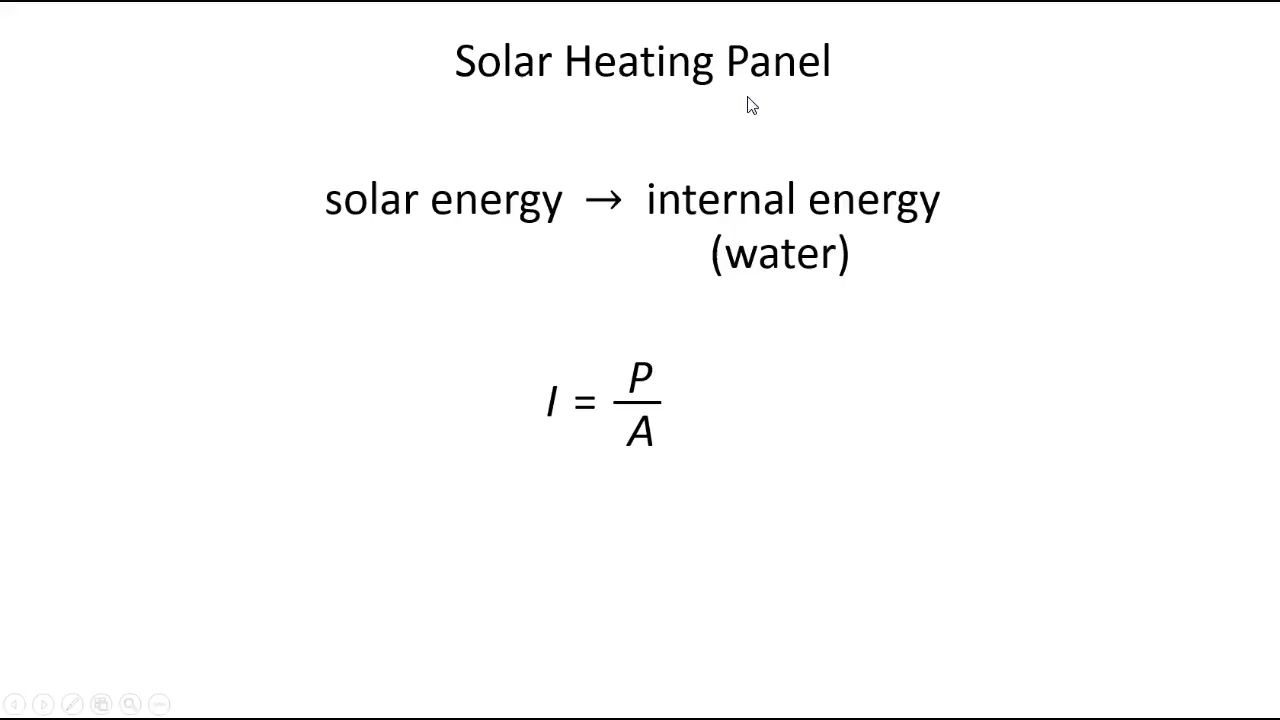 Solar Heating Panel
solar energy → internal energy
(water)
I = P/A